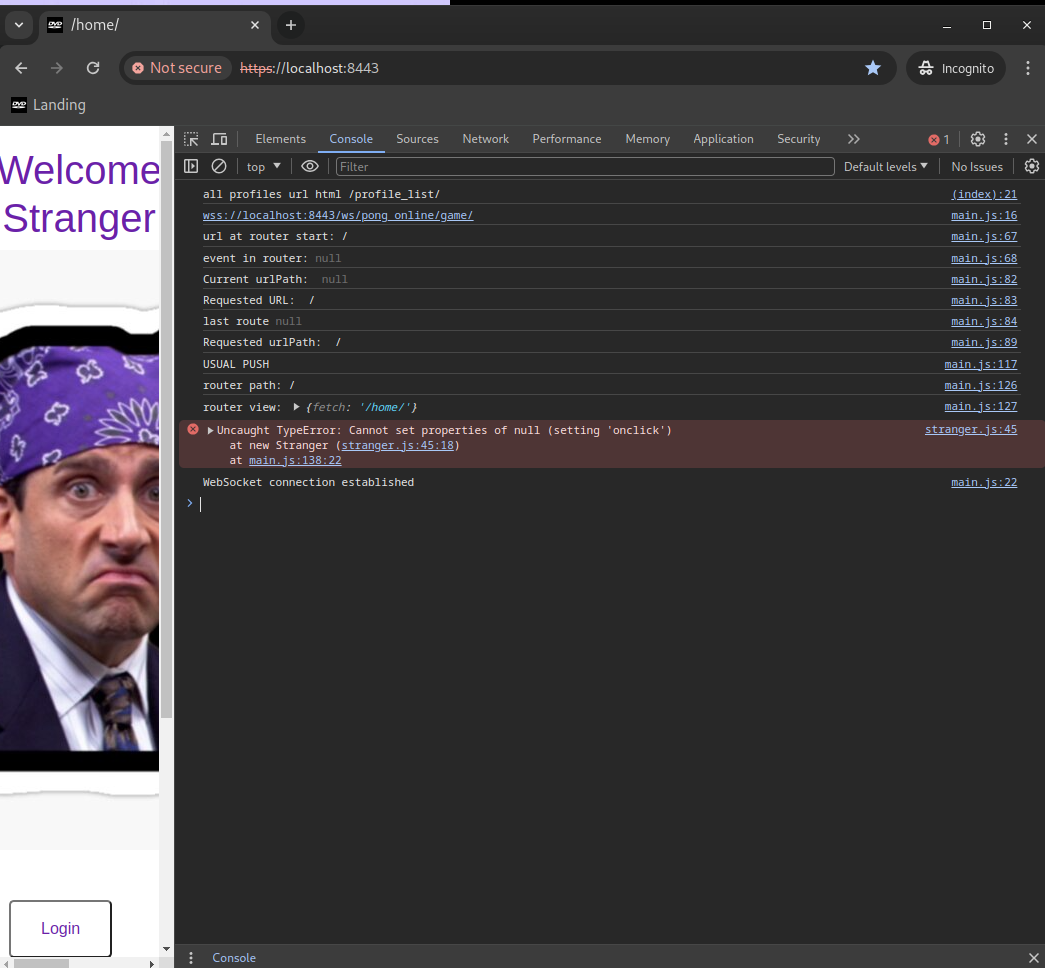 /home/
Not secure
https://localhost:8443
Incognito
Landing
Welcome
Stranger
Login
Elements
Console
Sources
Network
Performance
Memory
Application
Security
1
top
Filter
Default levels
No Issues
all profiles url html /profile_list/ (index):21
wss://localhost:8443/ws/pong_online/game/ main.js:16
url at router start: / main.js:67
event in router: null main.js:68
Current urlPath: null main.js:82
Requested URL: / main.js:83
last route null main.js:84
Requested urlPath: / main.js:89
USUAL PUSH main.js:117
router path: / main.js:126
router view: {fetch: '/home/'} main.js:127
Uncaught TypeError: Cannot set properties of null (setting 'onclick') stranger.js:45
at new Stranger (stranger.js:45:18)
at main.js:138:22
WebSocket connection established main.js:22
Console